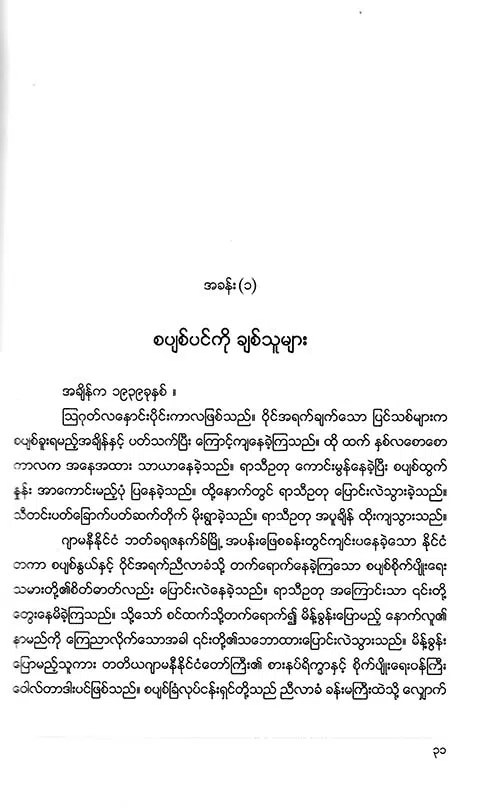 အခန်း (၁)
စပျစ်ပင်ကို ချစ်သူများ
အချိန်က ၁၉၃၉ခုနှစ် ။
ဩဂုတ်လနှောင်းပိုင်းကာလဖြစ်သည်။ ဝိုင်အရက်ချက်သော ပြင်သစ်များက
စပျစ်ခူးရမည့်အချိန်နှင့် ပတ်သက်ပြီး ကြောင့်ကျနေခဲ့ကြသည်။ ထို ထက် နှစ်လစောစော
ကာလက အနေအထား သာယာနေခဲ့သည်။ ရာသီဥတု ကောင်းမွန်နေခဲ့ပြီး စပျစ်ထွက်
နှုန်း အာကောင်းမည့်ပုံ ပြနေခဲ့သည်။ ထို့နောက်တွင် ရာသီဥတု ပြောင်းလဲသွားခဲ့သည်။
သီတင်းပတ်ခြောက်ပတ်ဆက်တိုက် မိုးရွာခဲ့သည်။ ရာသီဥတု အပူချိန် ထိုးကျသွားသည်။
ဂျာမနီနိုင်ငံ ဘတ်ခရုဇနက်ခ်မြို့ အပန်းဖြေစခန်းတွင်ကျင်းပနေခဲ့သော နိုင်ငံ
တကာ စပျစ်နွယ်နှင့် ဝိုင်အရက်ညီလာခံသို့ တက်ရောက်နေခဲ့ကြသော စပျစ်စိုက်ပျိုးရေး
သမားတို့၏စိတ်ဓာတ်လည်း ပြောင်းလဲနေခဲ့သည်။ ရာသီဥတု အကြောင်းသာ ၎င်းတို့
တွေးနေမိခဲ့ကြသည်။ သို့သော် စင်ထက်သို့တက်ရောက်၍ မိန့်ခွန်းပြောမည့် နောက်လူ၏
နာမည်ကို ကြေညာလိုက်သောအခါ ၎င်းတို့၏သဘောထားပြောင်းလဲသွားသည်။ မိန့်ခွန်း
ပြောမည့်သူကား တတိယဂျာမနီနိုင်ငံတော်ကြီး၏ စားနပ်ရိက္ခာနှင့် စိုက်ပျိုးရေးဝန်ကြီး
ဝေါလ်တာဒါးပင်ဖြစ်သည်။ စပျစ်ခြံလုပ်ငန်းရှင်တို့သည် ညီလာခံ ခန်းမကြီးထဲသို့ လျှောက်
၃၁